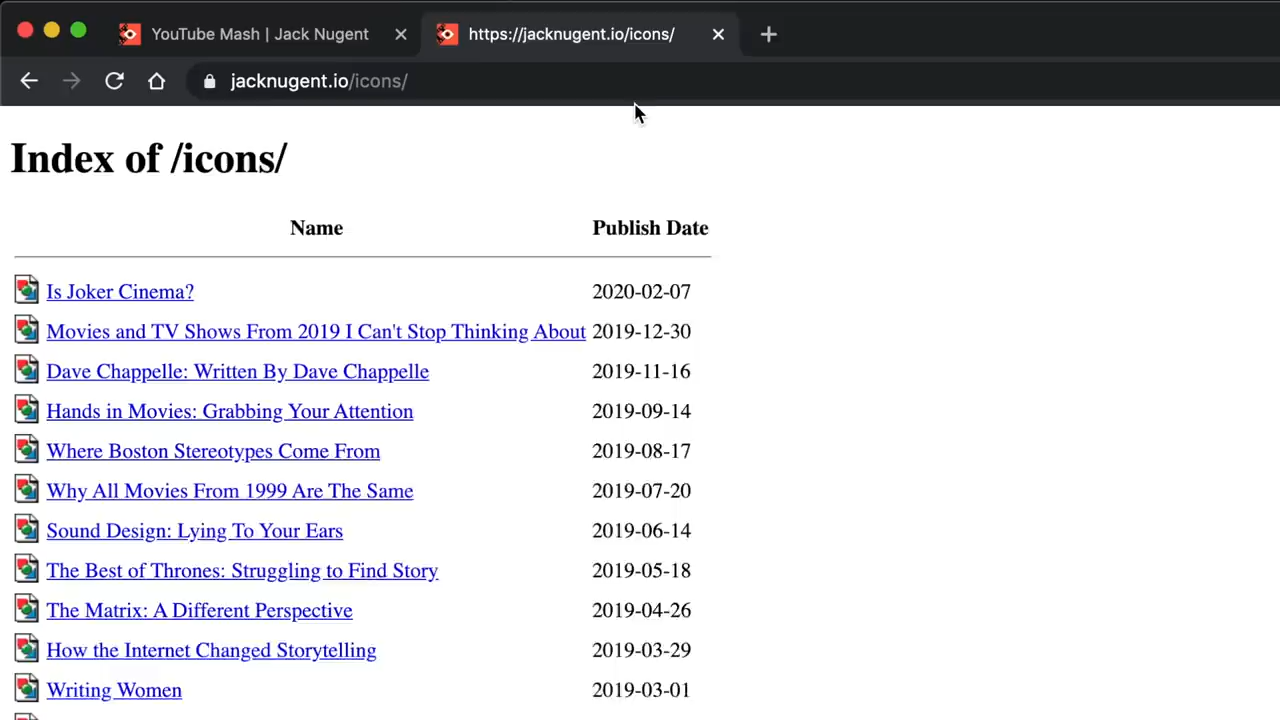 YouTube Mash | Jack Nugent
https://jacknugent.io/icons/
jacknugent.io/icons/
Index of /icons/
Name Publish Date
Is Joker Cinema? 2020-02-07
Movies and TV Shows From 2019 I Can't Stop Thinking About 2019-12-30
Dave Chappelle: Written By Dave Chappelle 2019-11-16
Hands in Movies: Grabbing Your Attention 2019-09-14
Where Boston Stereotypes Come From 2019-08-17
Why All Movies From 1999 Are The Same 2019-07-20
Sound Design: Lying To Your Ears 2019-06-14
The Best of Thrones: Struggling to Find Story 2019-05-18
The Matrix: A Different Perspective 2019-04-26
How the Internet Changed Storytelling 2019-03-29
Writing Women 2019-03-01